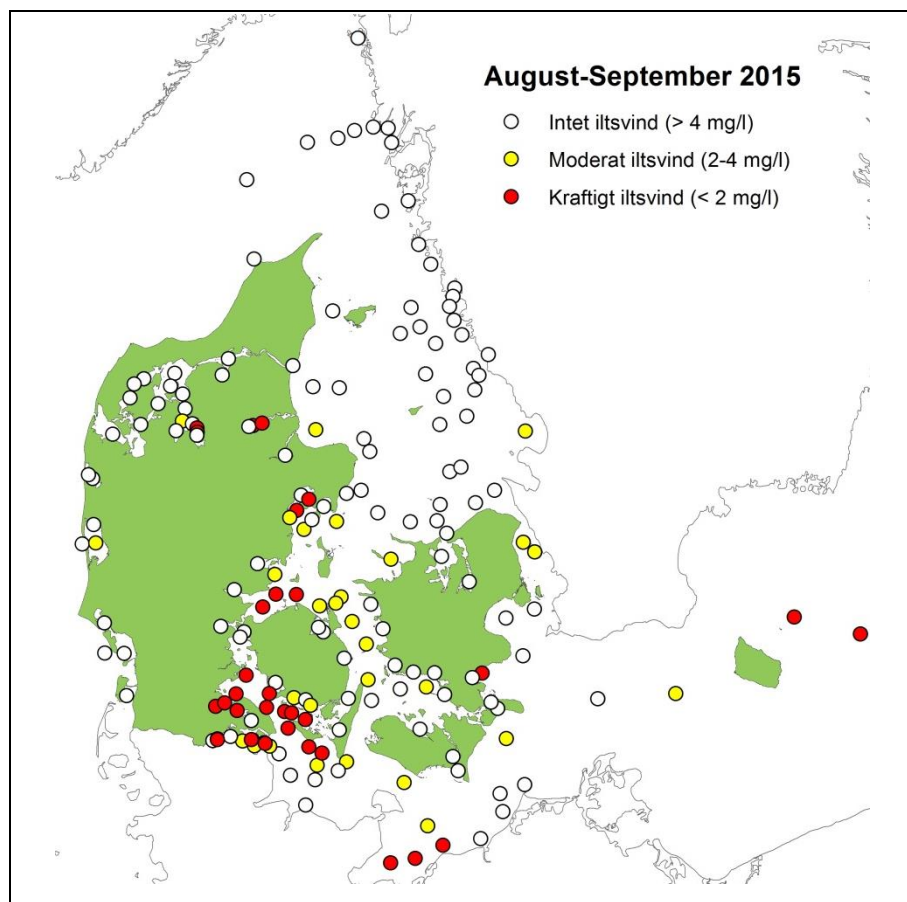 August-September 2015
Intet iltsvind (> 4 mg/l)
Moderat iltsvind (2-4 mg/l)
Kraftigt iltsvind (< 2 mg/l)